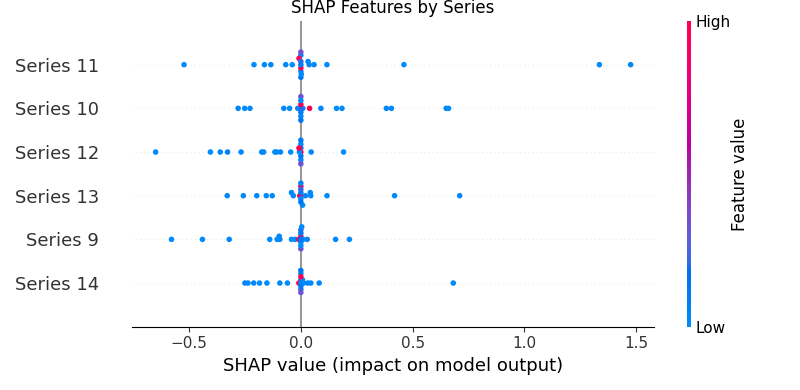 SHAP Features by Series
High
Series 11
Series 10
Series 12
Series 13
Series 9
Series 14
Feature value
Low
−0.5 0.0 0.5 1.0 1.5
SHAP value (impact on model output)